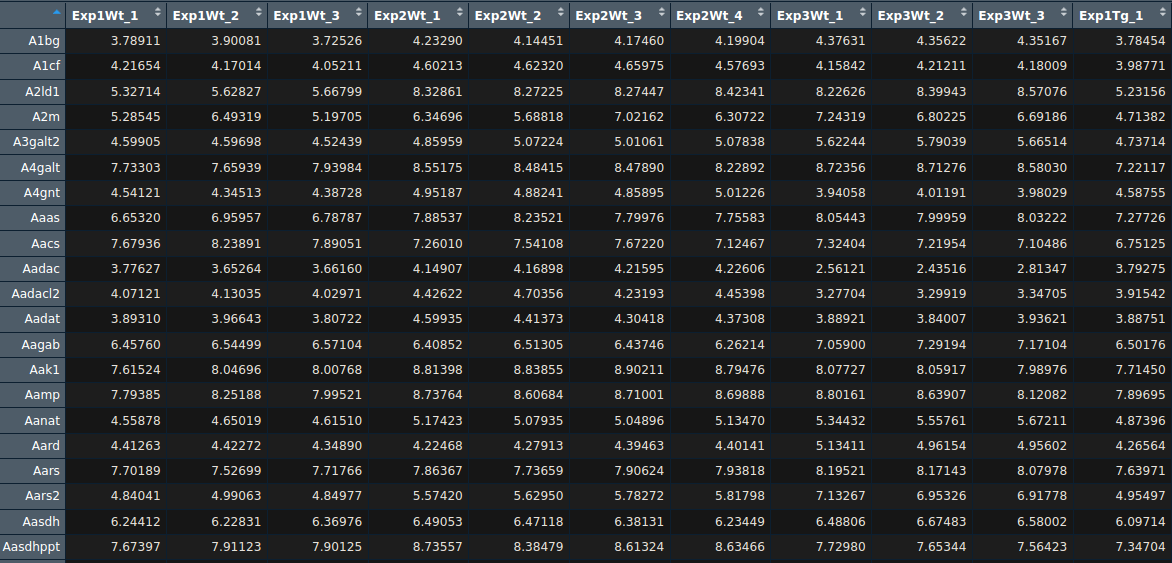 Exp1Wt_1 Exp1Wt_2 Exp1Wt_3 Exp2Wt_1 Exp2Wt_2 Exp2Wt_3 Exp2Wt_4 Exp3Wt_1 Exp3Wt_2 Exp3Wt_3 Exp1Tg_1
A1bg 3.78911 3.90081 3.72526 4.23290 4.14451 4.17460 4.19904 4.37631 4.35622 4.35167 3.78454
A1cf 4.21654 4.17014 4.05211 4.60213 4.62320 4.65975 4.57693 4.15842 4.21211 4.18009 3.98771
A2ld1 5.32714 5.62827 5.66799 8.32861 8.27225 8.27447 8.42341 8.22626 8.39943 8.57076 5.23156
A2m 5.28545 6.49319 5.19705 6.34696 5.68818 7.02162 6.30722 7.24319 6.80225 6.69186 4.71382
A3galt2 4.59905 4.59698 4.52439 4.85959 5.07224 5.01061 5.07838 5.62244 5.79039 5.66514 4.73714
A4galt 7.73303 7.65939 7.93984 8.55175 8.48415 8.47890 8.22892 8.72356 8.71276 8.58030 7.22117
A4gnt 4.54121 4.34513 4.38728 4.95187 4.88241 4.85895 5.01226 3.94058 4.01191 3.98029 4.58755
Aaas 6.65320 6.95957 6.78787 7.88537 8.23521 7.79976 7.75583 8.05443 7.99959 8.03222 7.27726
Aacs 7.67936 8.23891 7.89051 7.26010 7.54108 7.67220 7.12467 7.32404 7.21954 7.10486 6.75125
Aadac 3.77627 3.65264 3.66160 4.14907 4.16898 4.21595 4.22606 2.56121 2.43516 2.81347 3.79275
Aadacl2 4.07121 4.13035 4.02971 4.42622 4.70356 4.23193 4.45398 3.27704 3.29919 3.34705 3.91542
Aadat 3.89310 3.96643 3.80722 4.59935 4.41373 4.30418 4.37308 3.88921 3.84007 3.93621 3.88751
Aagab 6.45760 6.54499 6.57104 6.40852 6.51305 6.43746 6.26214 7.05900 7.29194 7.17104 6.50176
Aak1 7.61524 8.04696 8.00768 8.81398 8.83855 8.90211 8.79476 8.07727 8.05917 7.98976 7.71450
Aamp 7.79385 8.25188 7.99521 8.73764 8.60684 8.71001 8.69888 8.80161 8.63907 8.12082 7.89695
Aanat 4.55878 4.65019 4.61510 5.17423 5.07935 5.04896 5.13470 5.34432 5.55761 5.67211 4.87396
Aard 4.41263 4.42272 4.34890 4.22468 4.27913 4.39463 4.40141 5.13411 4.96154 4.95602 4.26564
Aars 7.70189 7.52699 7.71766 7.86367 7.73659 7.90624 7.93818 8.19521 8.17143 8.07978 7.63971
Aars2 4.84041 4.99063 4.84977 5.57420 5.62950 5.78272 5.81798 7.13267 6.95326 6.91778 4.95497
Aasdh 6.24412 6.22831 6.36976 6.49053 6.47118 6.38131 6.23449 6.48806 6.67483 6.58002 6.09714
Aasdhppt 7.67397 7.91123 7.90125 8.73557 8.38479 8.61324 8.63466 7.72980 7.65344 7.56423 7.34704